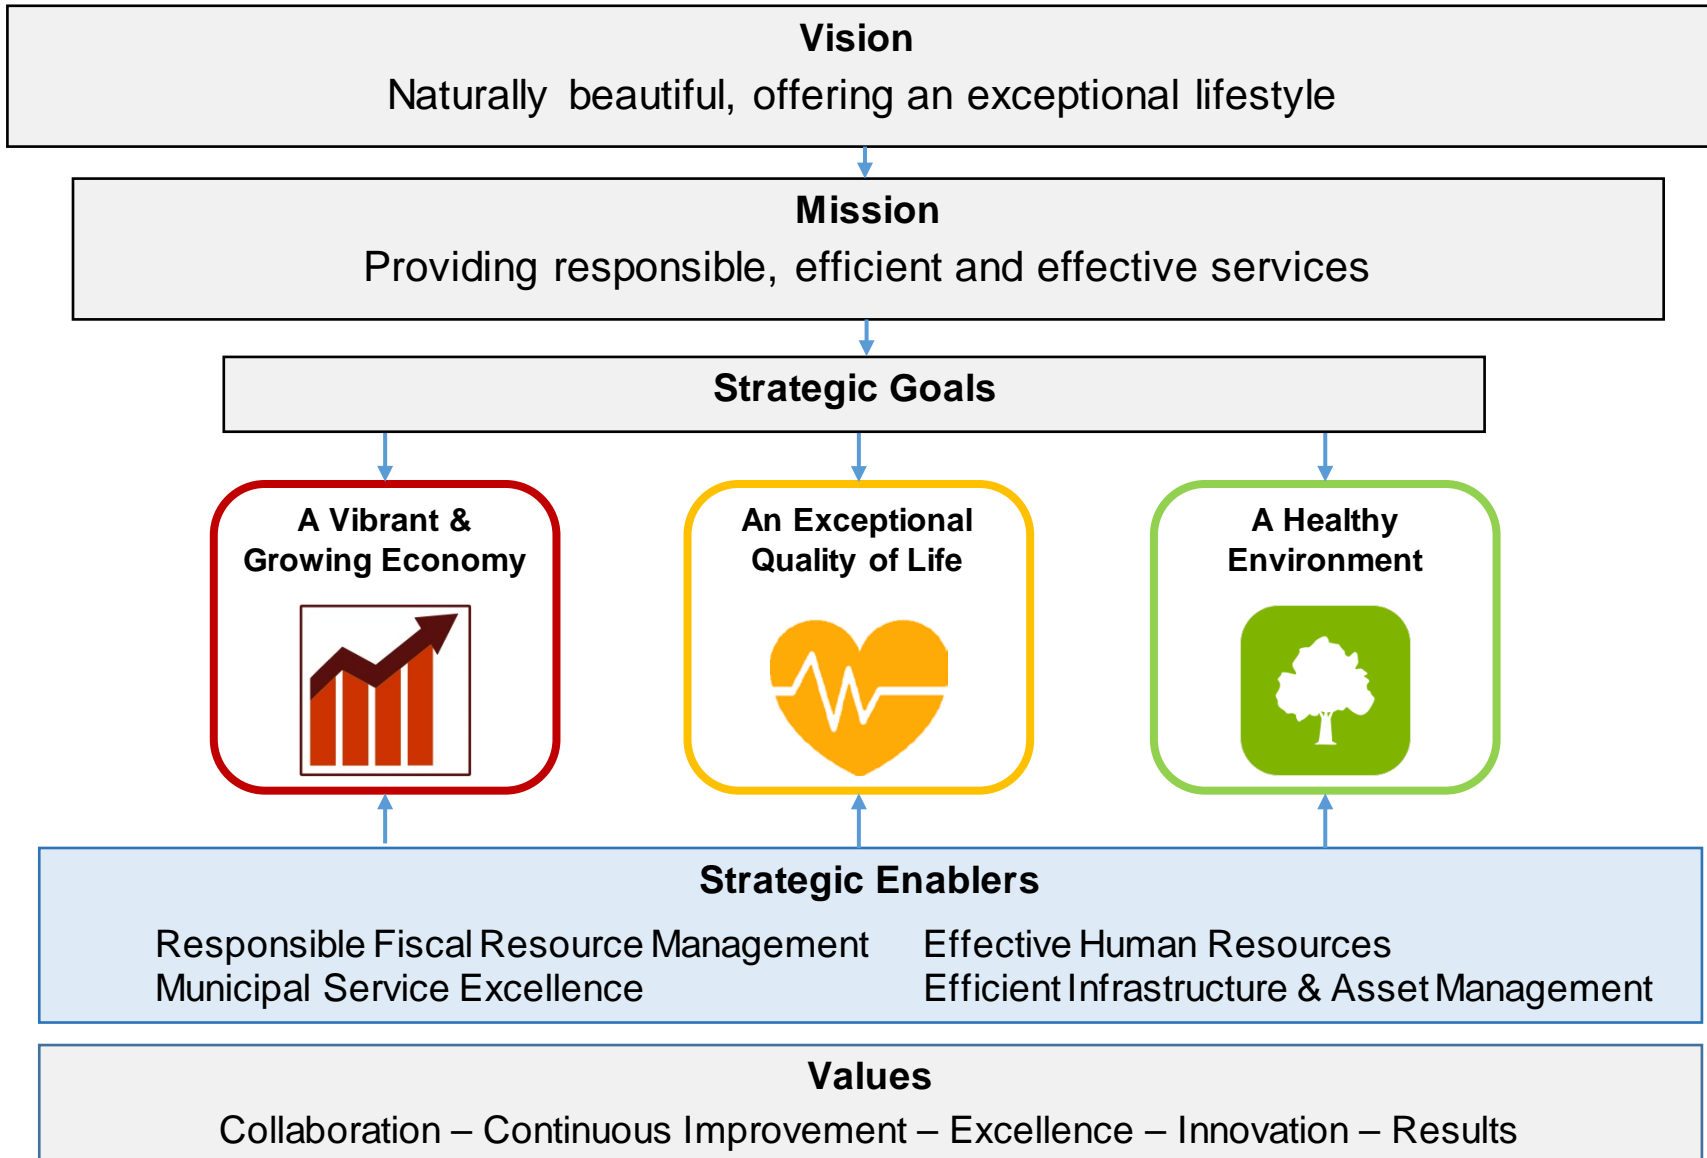 Vision
Naturally beautiful, offering an exceptional lifestyle
Mission
Providing responsible, efficient and effective services
Strategic Goals
A Vibrant &
Growing Economy
An Exceptional
Quality of Life
A Healthy
Environment
Strategic Enablers
Responsible Fiscal Resource Management
Municipal Service Excellence
Effective Human Resources
Efficient Infrastructure & Asset Management
Values
Collaboration – Continuous Improvement – Excellence – Innovation – Results